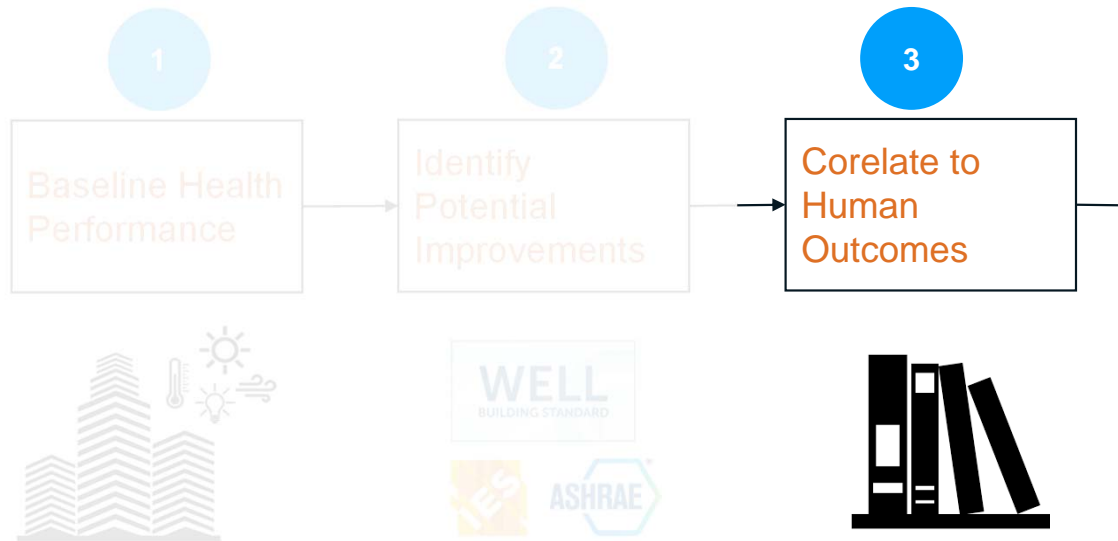 1
2
3
Baseline Health
Performance
Identify
Potential
Improvements
Corelate to
Human
Outcomes
WELL
BUILDING STANDARD
IES
ASHRAE